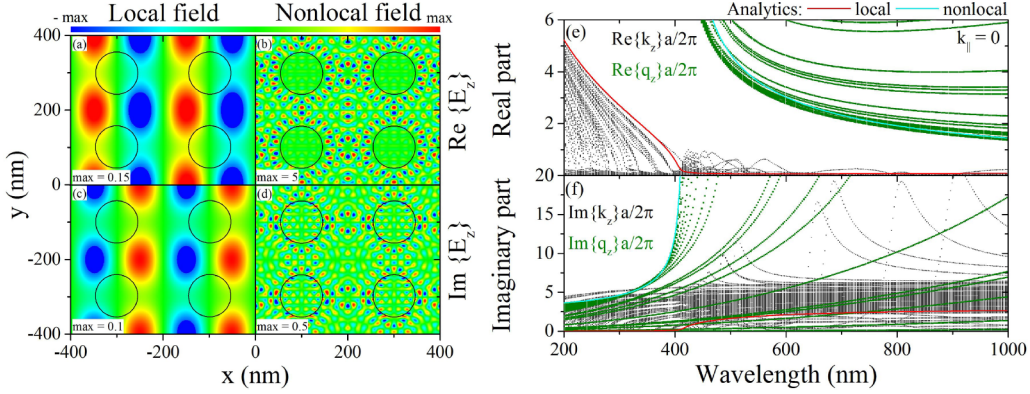 Local field Nonlocal field
- max max
(a) (b)
max = 0.15 max = 5
(c) (d)
max = 0.1 max = 0.5
400
200
0
-200
-400
y (nm)
-400 -200 0 200 400
x (nm)
Re {E_z}
Im {E_z}
Analytics: local nonlocal
(e) Re{k_z}a/2π k_∥ = 0
Re{q_z}a/2π
6
4
2
20
Real part
(f)
Im{k_z}a/2π
Im{q_z}a/2π
15
10
5
0
Imaginary part
200 400 600 800 1000
Wavelength (nm)